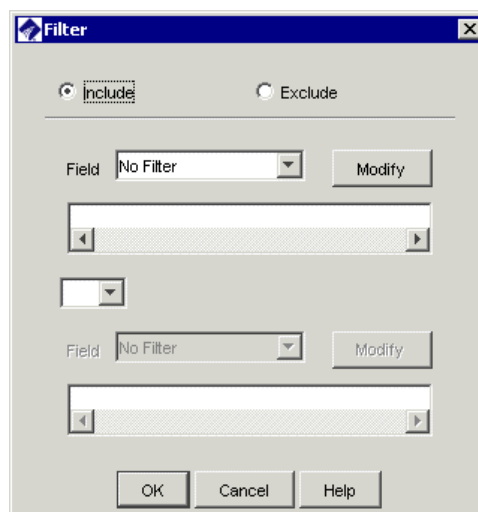 Filter
Include Exclude
Field No Filter Modify
Field No Filter Modify
OK Cancel Help